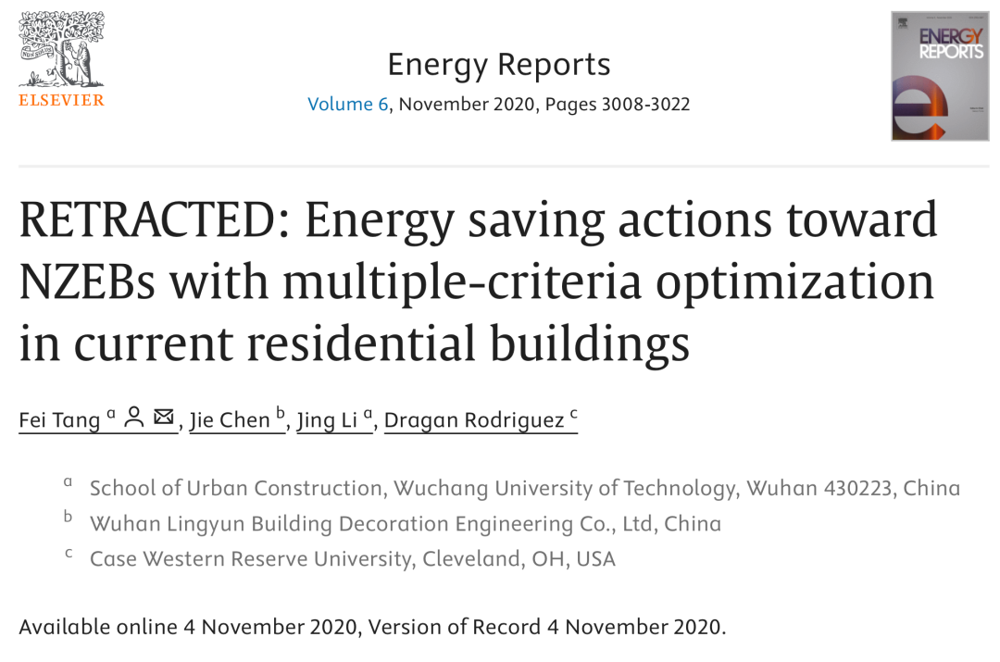 Energy Reports
Volume 6, November 2020, Pages 3008-3022
ELSEVIER
ENERGY
REPORTS
RETRACTED: Energy saving actions toward
NZEBs with multiple-criteria optimization
in current residential buildings
Fei Tang a, Jie Chen b, Jing Li a, Dragan Rodriguez c
a School of Urban Construction, Wuchang University of Technology, Wuhan 430223, China
b Wuhan Lingyun Building Decoration Engineering Co., Ltd, China
c Case Western Reserve University, Cleveland, OH, USA
Available online 4 November 2020, Version of Record 4 November 2020.